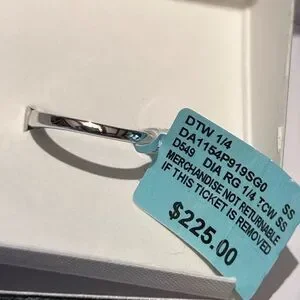 DTW 1/4
DA1154P919SG0 SS
D549 DIA RG 1/4 TCW SS
MERCHANDISE NOT RETURNABLE
IF THIS TICKET IS REMOVED
$225.00